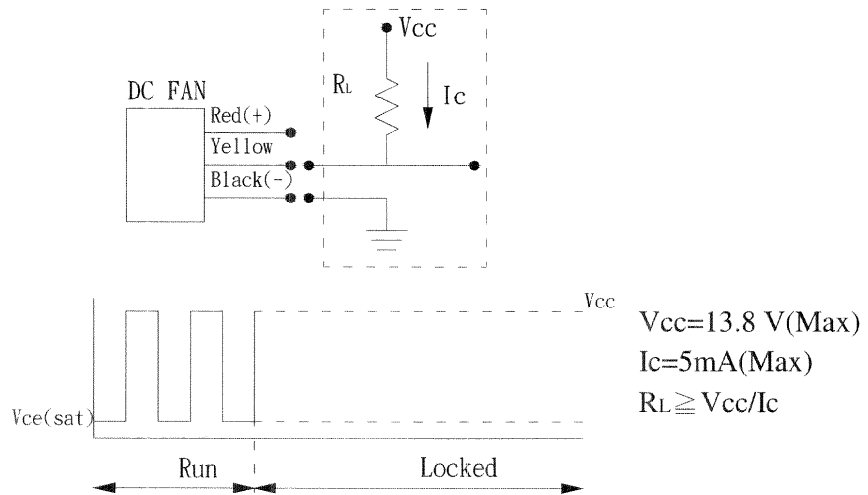 Vcc
RL
Ic
DC FAN
Red(+)
Yellow
Black(-)
Vcc
Vcc=13.8 V(Max)
Ic=5mA(Max)
RL≧Vcc/Ic
Vce(sat)
Run
Locked